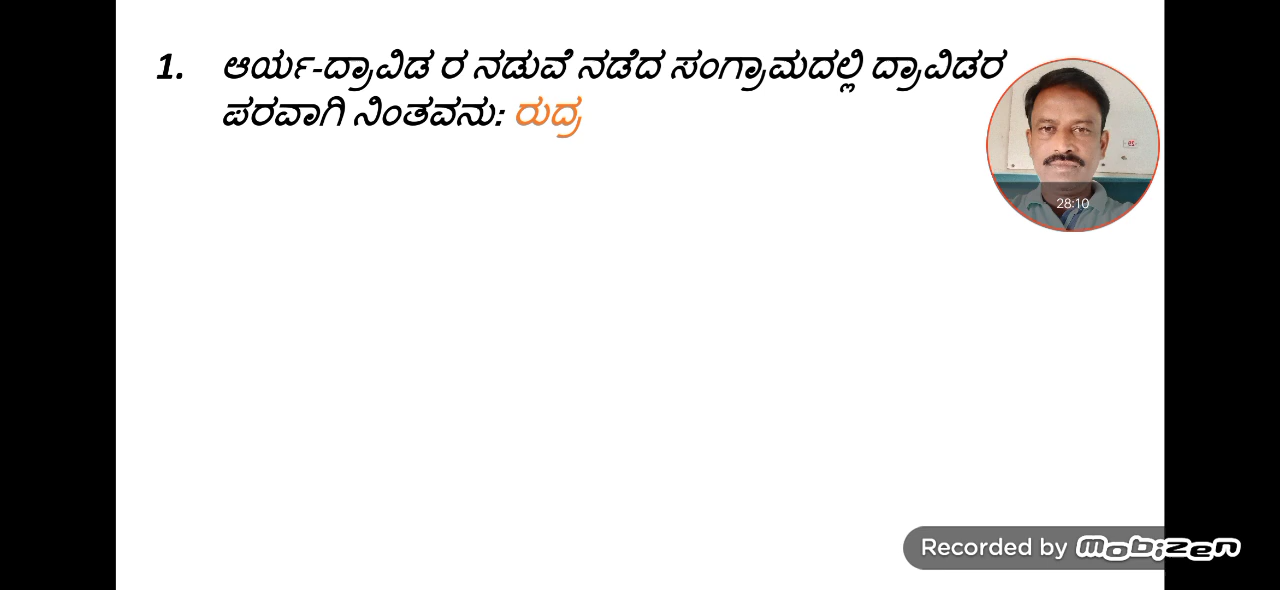 1. ಆರ್ಯ-ದ್ರಾವಿಡ ರ ನಡುವೆ ನಡೆದ ಸಂಗ್ರಾಮದಲ್ಲಿ ದ್ರಾವಿಡರ
ಪರವಾಗಿ ನಿಂತವನು: ರುದ್ರ
28:10
Recorded by Mobizen